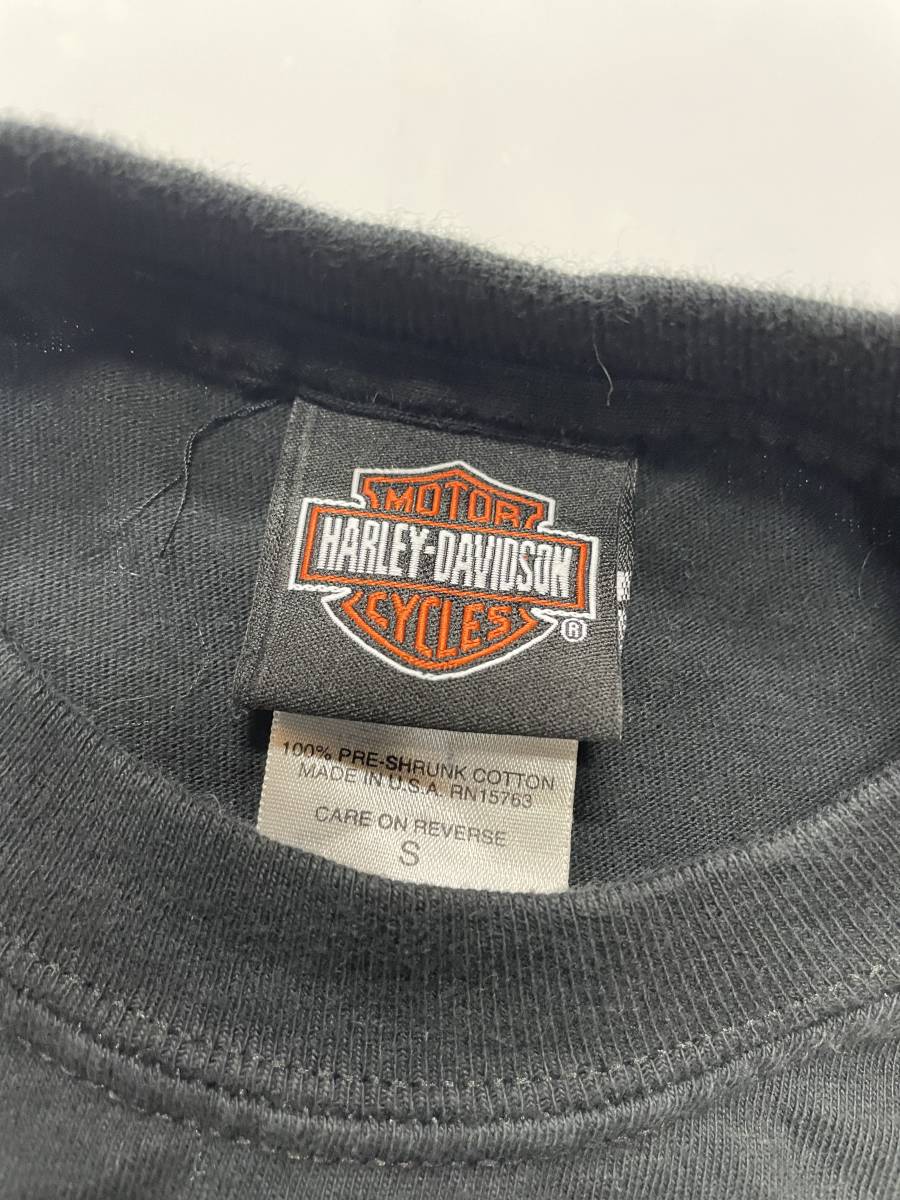 MOTOR
HARLEY-DAVIDSON
CYCLES
®
100% PRE-SHRUNK COTTON
MADE IN U.S.A. RN15763
CARE ON REVERSE
S